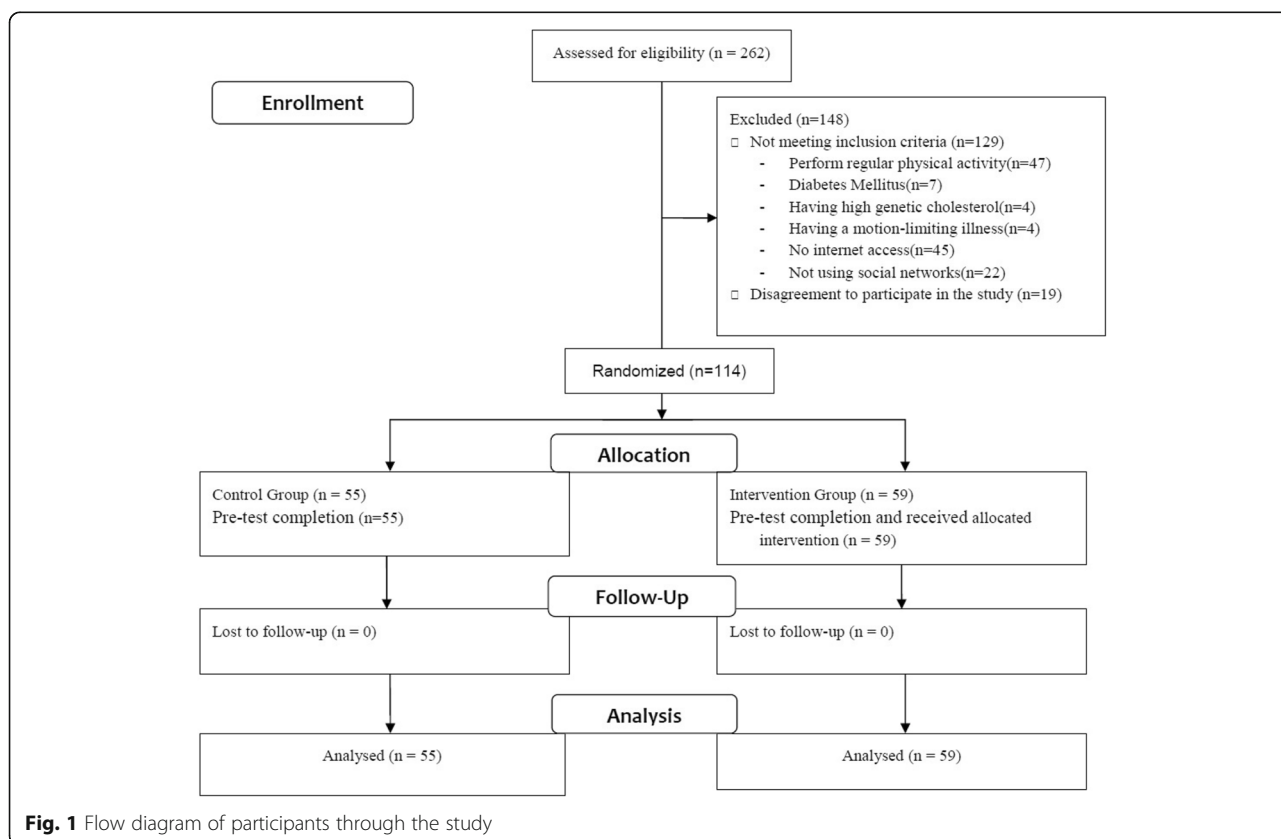 Assessed for eligibility (n = 262)
Enrollment
Excluded (n=148)
□ Not meeting inclusion criteria (n=129)
- Perform regular physical activity(n=47)
- Diabetes Mellitus(n=7)
- Having high genetic cholesterol(n=4)
- Having a motion-limiting illness(n=4)
- No internet access(n=45)
- Not using social networks(n=22)
□ Disagreement to participate in the study (n=19)
Randomized (n=114)
Allocation
Control Group (n = 55)
Pre-test completion (n=55)
Intervention Group (n = 59)
Pre-test completion and received allocated
intervention (n = 59)
Follow-Up
Lost to follow-up (n = 0)
Lost to follow-up (n = 0)
Analysis
Analysed (n = 55)
Analysed (n = 59)
Fig. 1 Flow diagram of participants through the study